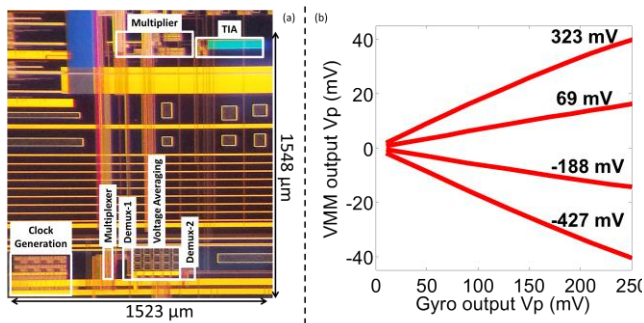 (a)
Multiplier
TIA
Clock
Generation
Multiplexer
Demux-1
Voltage Averaging
Demux-2
1548 µm
1523 µm
(b)
VMM output Vp (mV)
40
20
0
-20
-40
323 mV
69 mV
-188 mV
-427 mV
0 50 100 150 200 250
Gyro output Vp (mV)